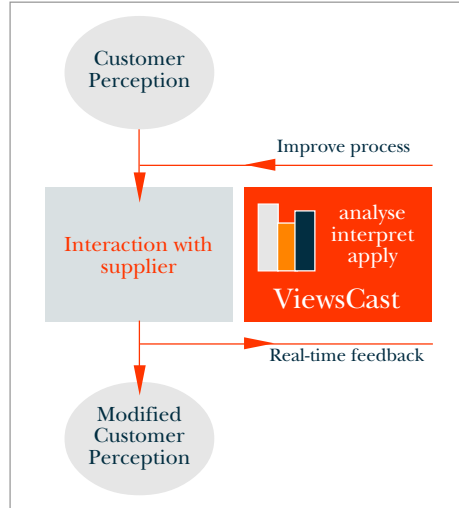 Customer
Perception
Improve process
Interaction with
supplier
analyse
interpret
apply
ViewsCast
Real-time feedback
Modified
Customer
Perception